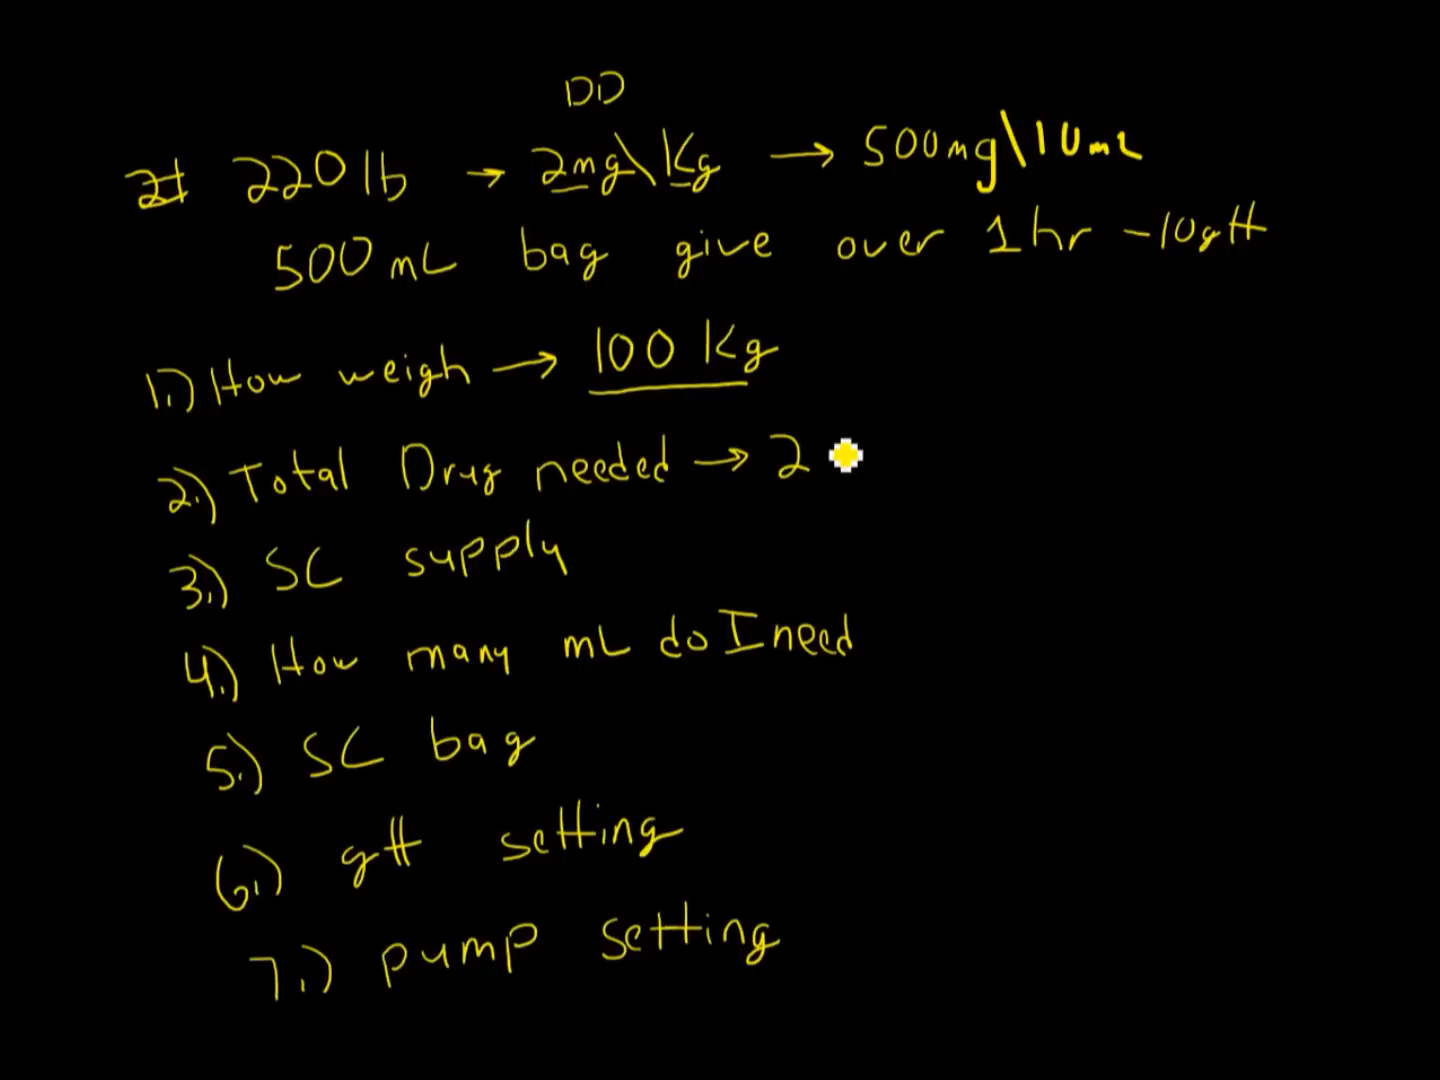 DD
2# 220 lb → 2mg\Kg → 500mg\10mL
500 mL bag give over 1 hr - 10gtt
1.) How weigh → 100 Kg
2.) Total Drug needed → 2
3.) SC supply
4.) How many mL do I need
5.) SC bag
6.) gtt setting
7.) pump setting